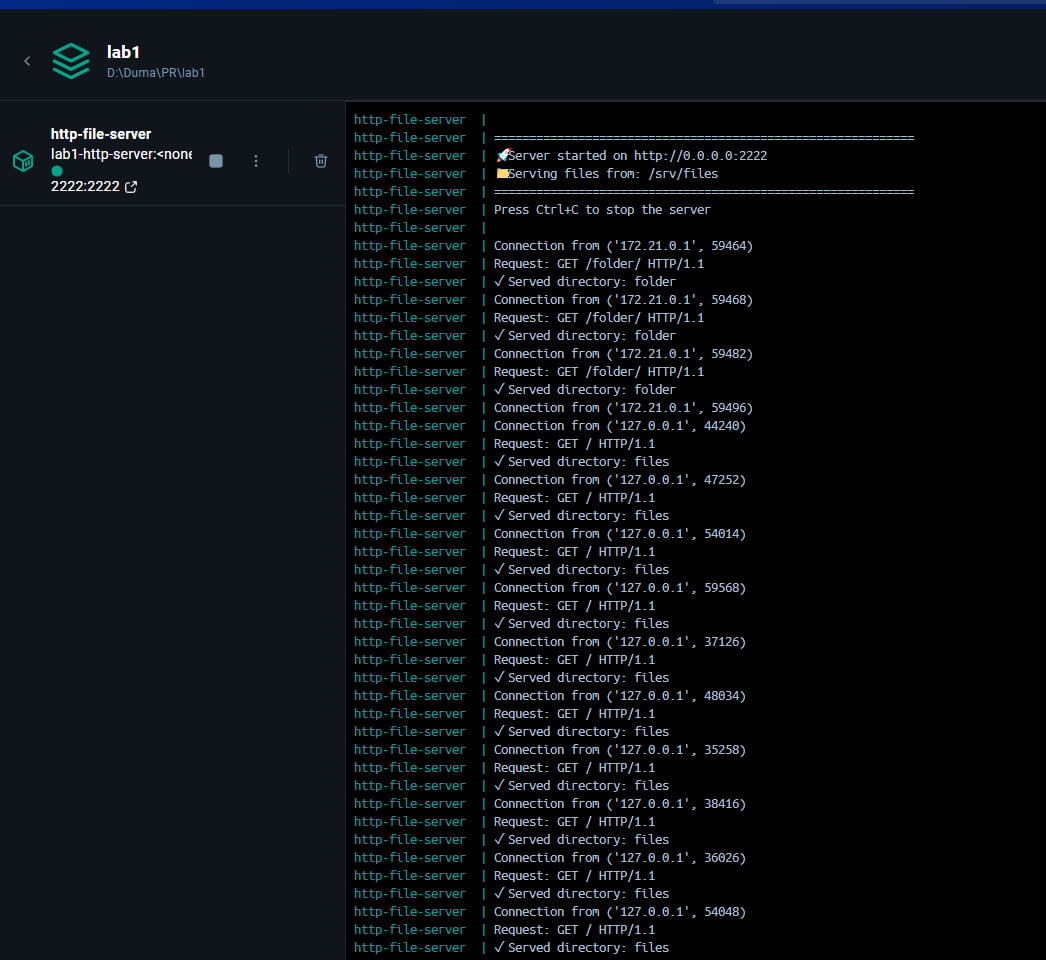 lab1
D:\Duma\PR\lab1
http-file-server
lab1-http-server:<none
2222:2222
http-file-server |
http-file-server | ============================================================
http-file-server | 🚀Server started on http://0.0.0.0:2222
http-file-server | 📁Serving files from: /srv/files
http-file-server | ============================================================
http-file-server | Press Ctrl+C to stop the server
http-file-server |
http-file-server | Connection from ('172.21.0.1', 59464)
http-file-server | Request: GET /folder/ HTTP/1.1
http-file-server | ✓ Served directory: folder
http-file-server | Connection from ('172.21.0.1', 59468)
http-file-server | Request: GET /folder/ HTTP/1.1
http-file-server | ✓ Served directory: folder
http-file-server | Connection from ('172.21.0.1', 59482)
http-file-server | Request: GET /folder/ HTTP/1.1
http-file-server | ✓ Served directory: folder
http-file-server | Connection from ('172.21.0.1', 59496)
http-file-server | Connection from ('127.0.0.1', 44240)
http-file-server | Request: GET / HTTP/1.1
http-file-server | ✓ Served directory: files
http-file-server | Connection from ('127.0.0.1', 47252)
http-file-server | Request: GET / HTTP/1.1
http-file-server | ✓ Served directory: files
http-file-server | Connection from ('127.0.0.1', 54014)
http-file-server | Request: GET / HTTP/1.1
http-file-server | ✓ Served directory: files
http-file-server | Connection from ('127.0.0.1', 59568)
http-file-server | Request: GET / HTTP/1.1
http-file-server | ✓ Served directory: files
http-file-server | Connection from ('127.0.0.1', 37126)
http-file-server | Request: GET / HTTP/1.1
http-file-server | ✓ Served directory: files
http-file-server | Connection from ('127.0.0.1', 48034)
http-file-server | Request: GET / HTTP/1.1
http-file-server | ✓ Served directory: files
http-file-server | Connection from ('127.0.0.1', 35258)
http-file-server | Request: GET / HTTP/1.1
http-file-server | ✓ Served directory: files
http-file-server | Connection from ('127.0.0.1', 38416)
http-file-server | Request: GET / HTTP/1.1
http-file-server | ✓ Served directory: files
http-file-server | Connection from ('127.0.0.1', 36026)
http-file-server | Request: GET / HTTP/1.1
http-file-server | ✓ Served directory: files
http-file-server | Connection from ('127.0.0.1', 54048)
http-file-server | Request: GET / HTTP/1.1
http-file-server | ✓ Served directory: files